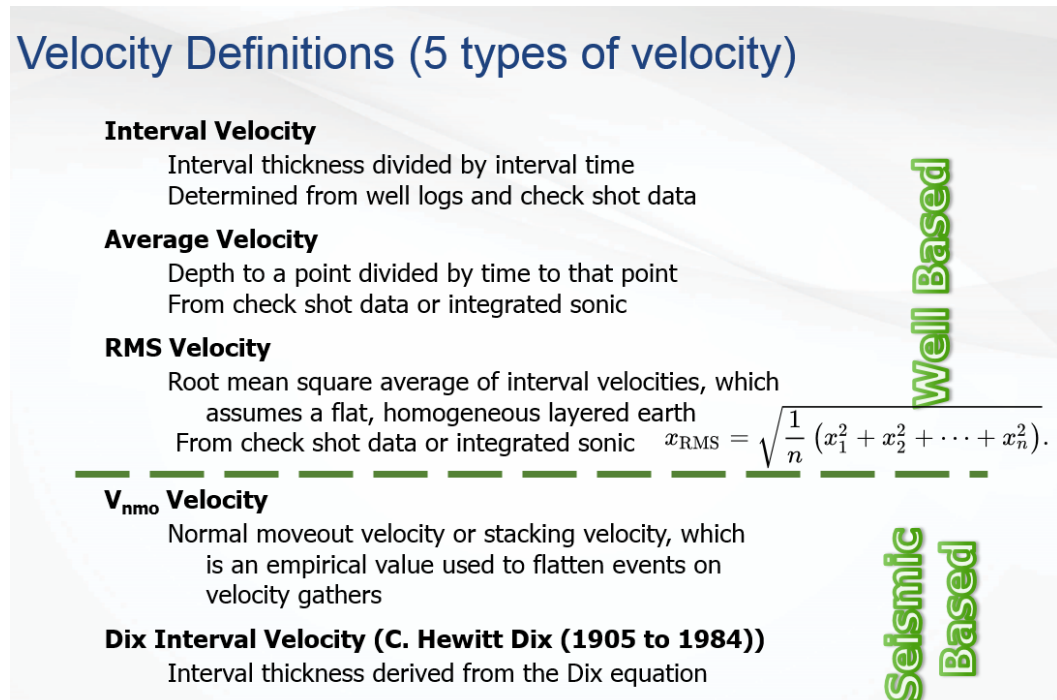 Velocity Definitions (5 types of velocity)
Interval Velocity
Interval thickness divided by interval time
Determined from well logs and check shot data
Average Velocity
Depth to a point divided by time to that point
From check shot data or integrated sonic
RMS Velocity
Root mean square average of interval velocities, which
assumes a flat, homogeneous layered earth
From check shot data or integrated sonic
x_RMS = √(1/n (x_1^2 + x_2^2 + ⋯ + x_n^2)).
Well Based
V_nmo Velocity
Normal moveout velocity or stacking velocity, which
is an empirical value used to flatten events on
velocity gathers
Dix Interval Velocity (C. Hewitt Dix (1905 to 1984))
Interval thickness derived from the Dix equation
Seismic
Based